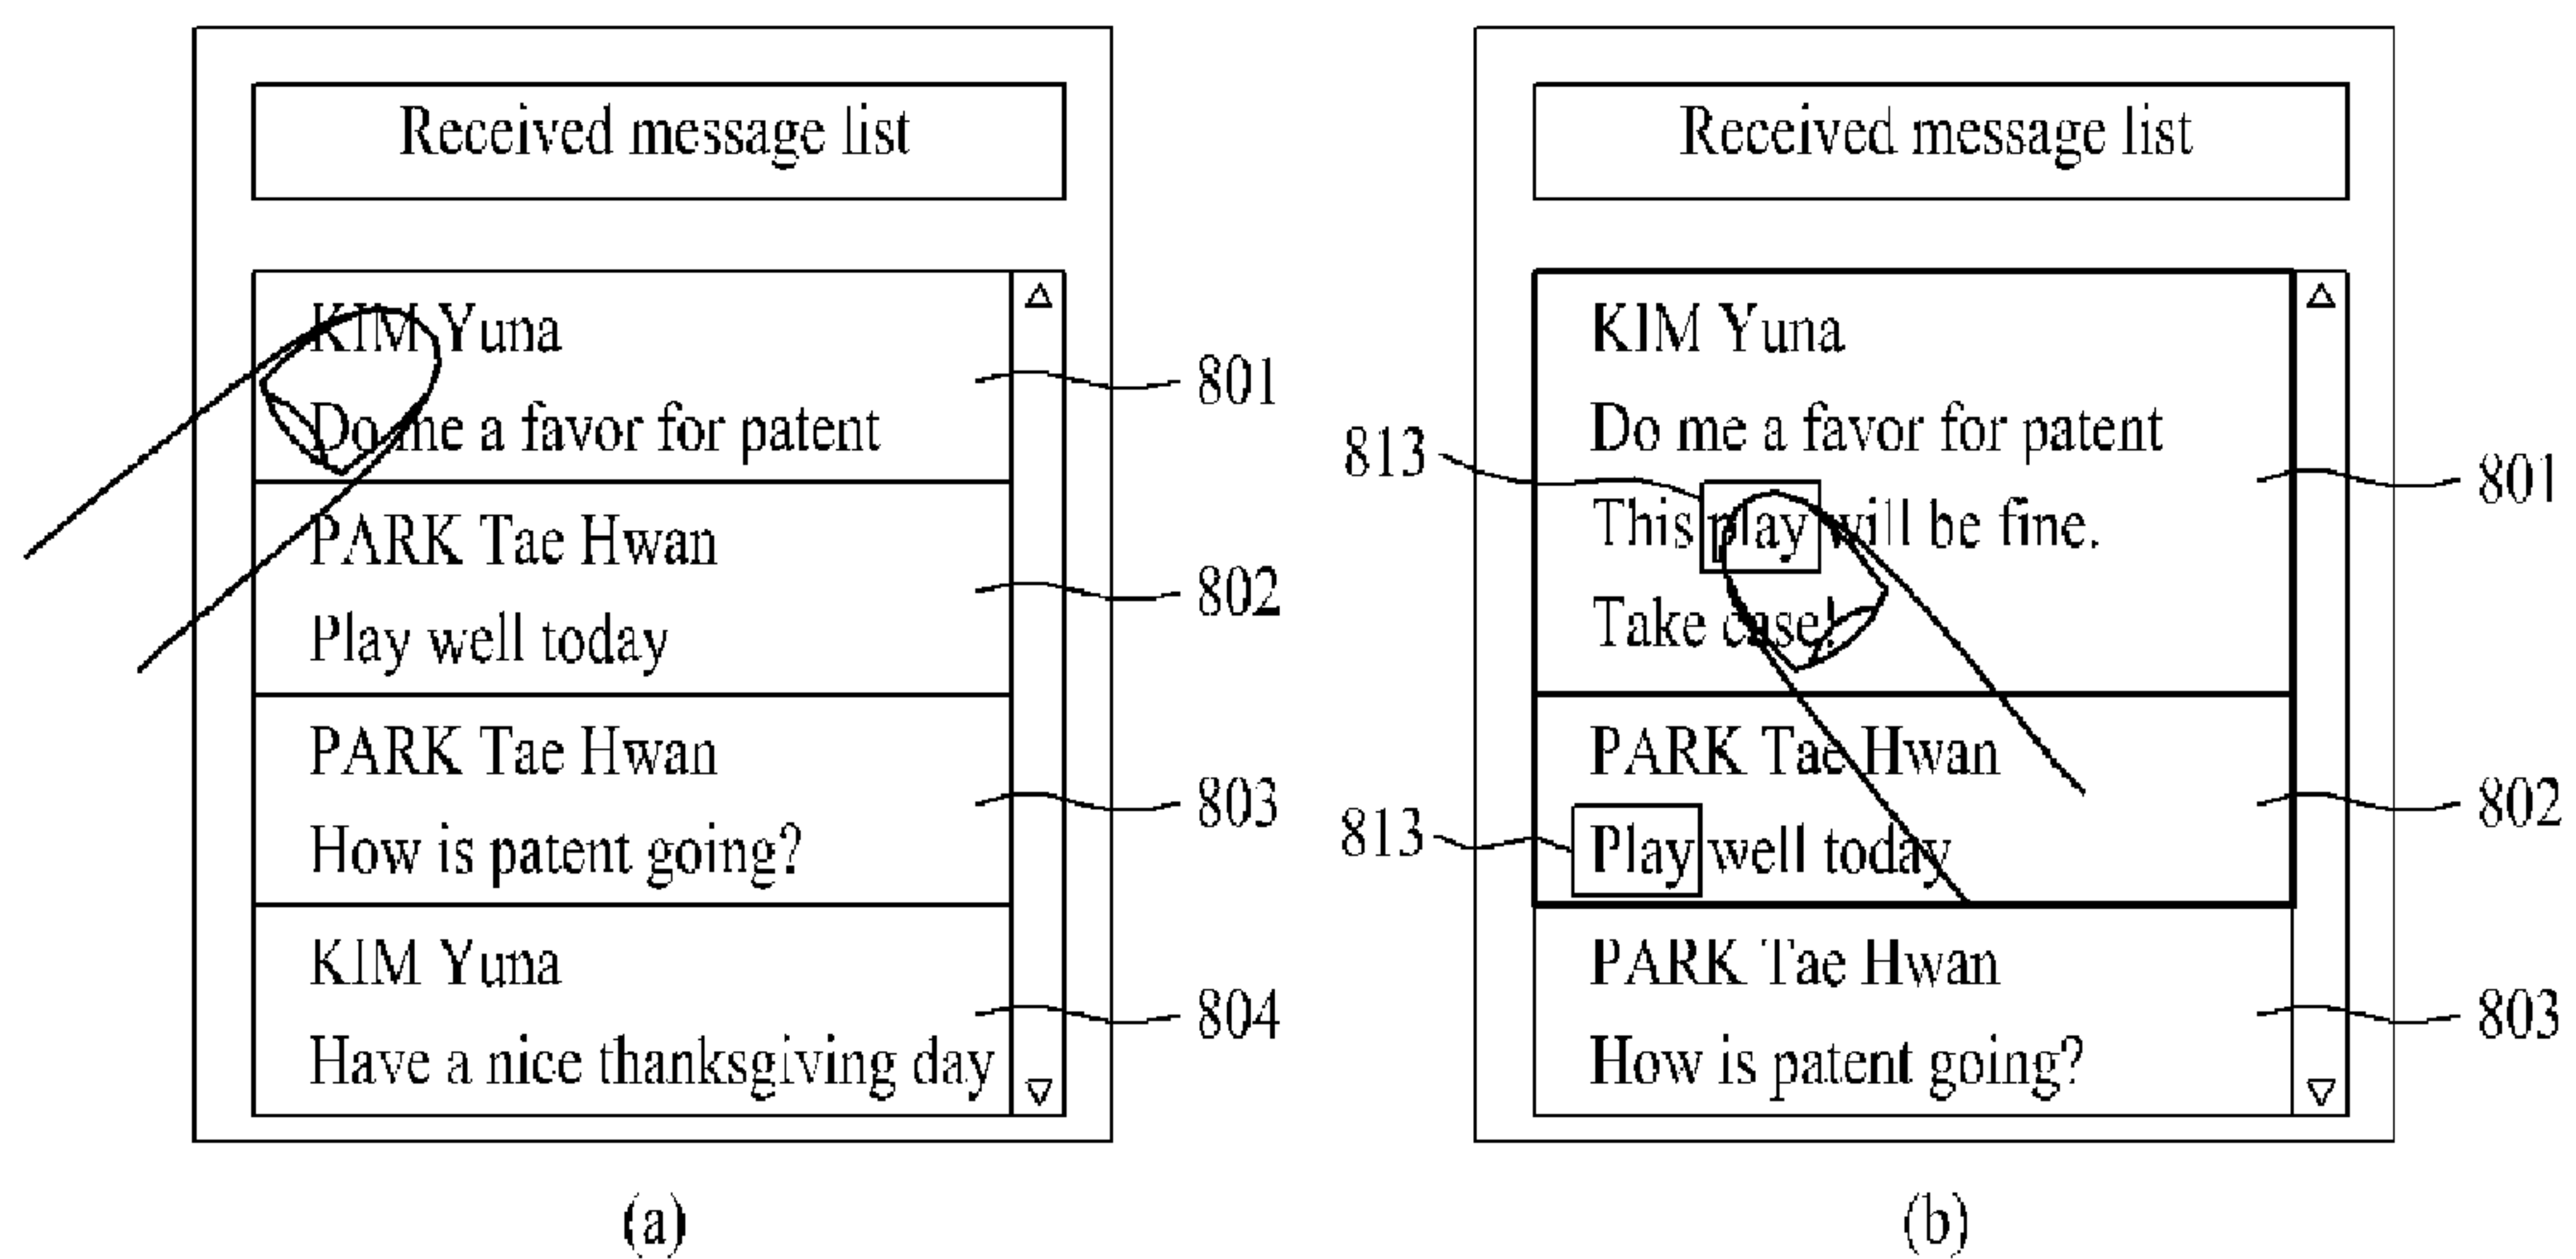 Received message list
KIM Yuna
Do me a favor for patent
801
PARK Tae Hwan
Play well today
802
PARK Tae Hwan
How is patent going?
803
KIM Yuna
Have a nice thanksgiving day
804
(a)
Received message list
KIM Yuna
Do me a favor for patent
801
813
This play will be fine.
Take case!
PARK Tae Hwan
802
813
Play well today
PARK Tae Hwan
803
How is patent going?
(b)